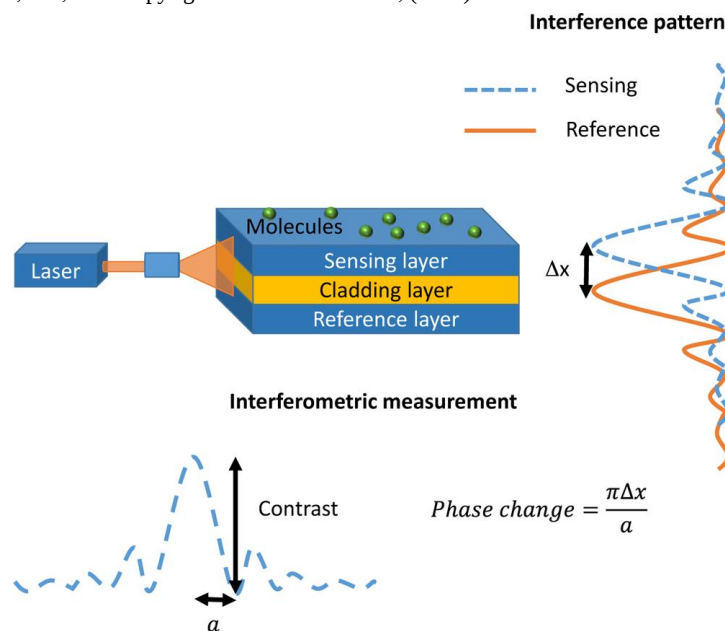 Interference pattern
Sensing
Reference
Molecules
Laser
Sensing layer
Cladding layer
Reference layer
Δx
Interferometric measurement
Contrast
Phase change = πΔx / a
a